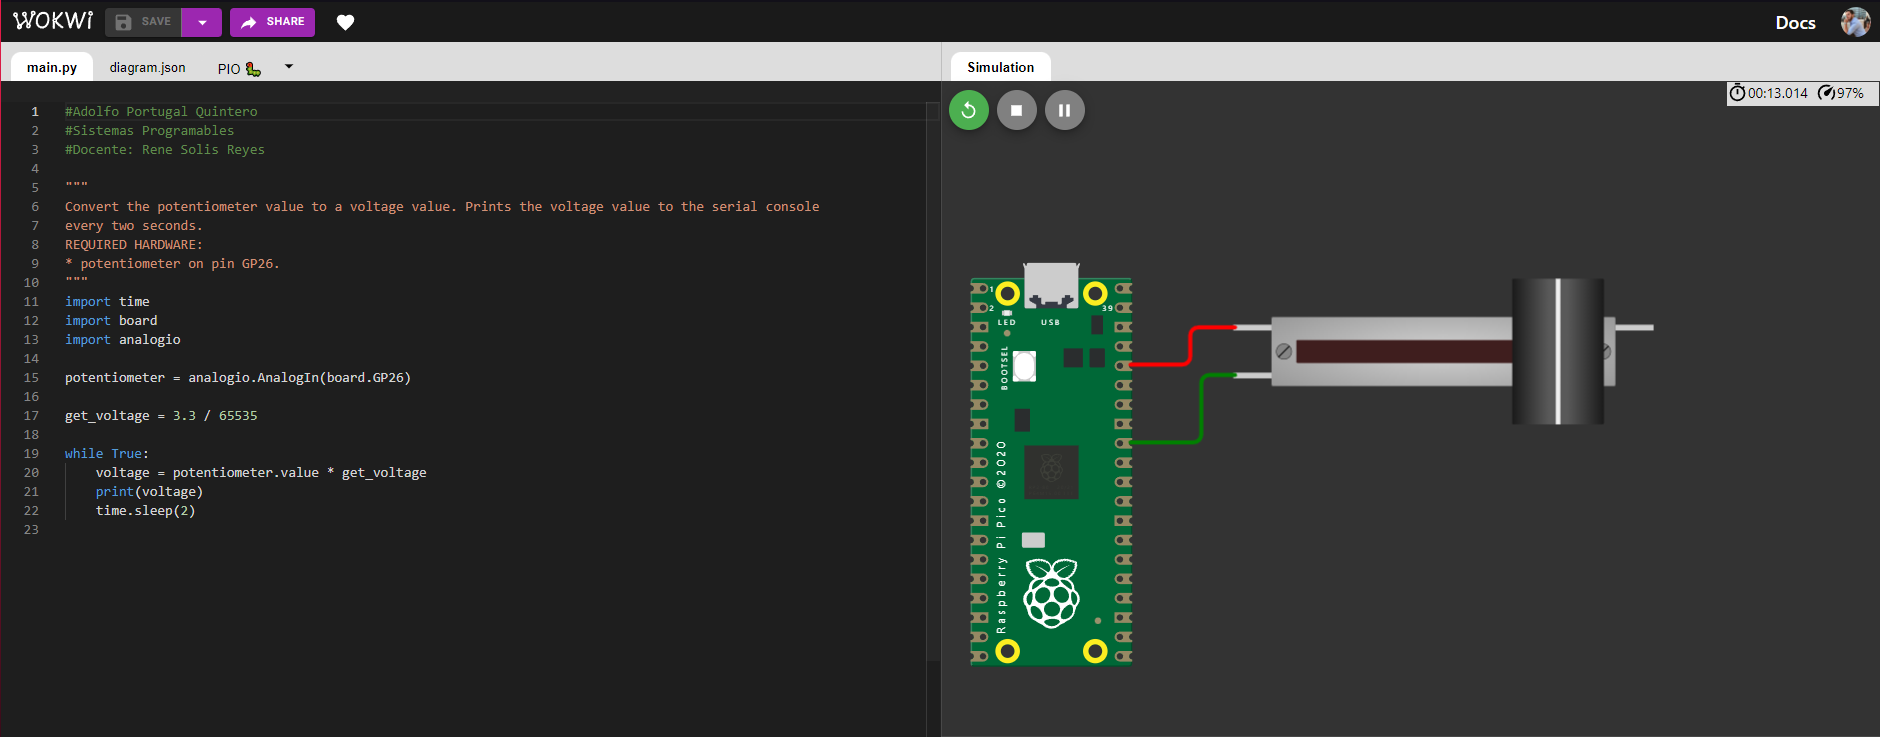 WOKWi
SAVE
SHARE
Docs
main.py
diagram.json
PIO
Simulation
00:13.014
97%
1 #Adolfo Portugal Quintero
2 #Sistemas Programables
3 #Docente: Rene Solis Reyes
4
5 """
6 Convert the potentiometer value to a voltage value. Prints the voltage value to the serial console
7 every two seconds.
8 REQUIRED HARDWARE:
9 * potentiometer on pin GP26.
10 """
11 import time
12 import board
13 import analogio
14
15 potentiometer = analogio.AnalogIn(board.GP26)
16
17 get_voltage = 3.3 / 65535
18
19 while True:
20 voltage = potentiometer.value * get_voltage
21 print(voltage)
22 time.sleep(2)
23
1
2
39
LED
USB
BOOTSEL
Raspberry Pi Pico ©2020